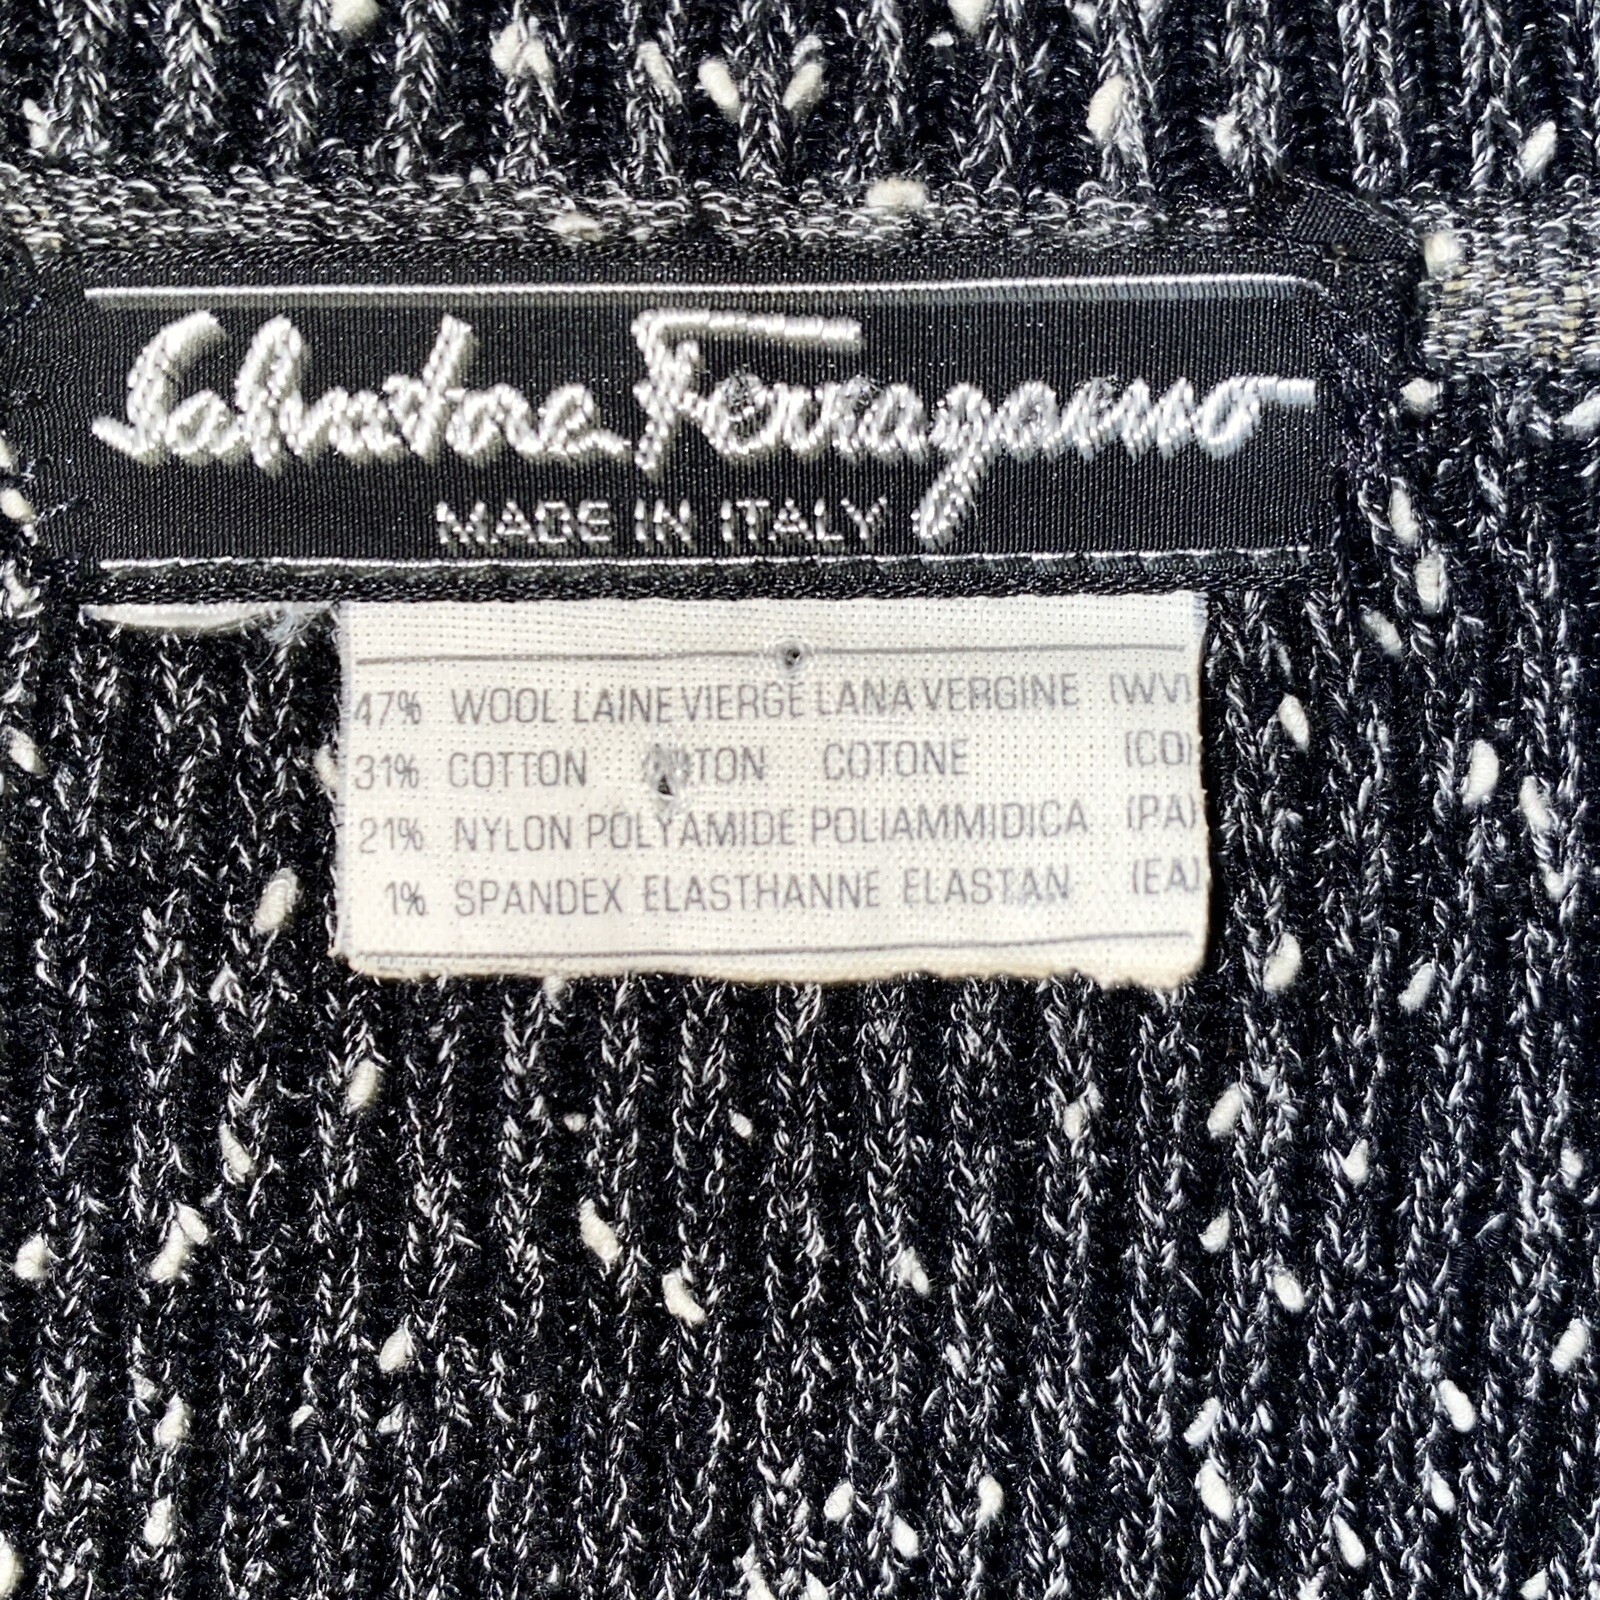 Salvatore Ferragamo
MADE IN ITALY
47% WOOL LAINE VIERGE LANA VERGINE (WV)
31% COTTON COTONE (CO)
21% NYLON POLYAMIDE POLIAMMIDICA (PA)
1% SPANDEX ELASTHANNE ELASTAN (EA)